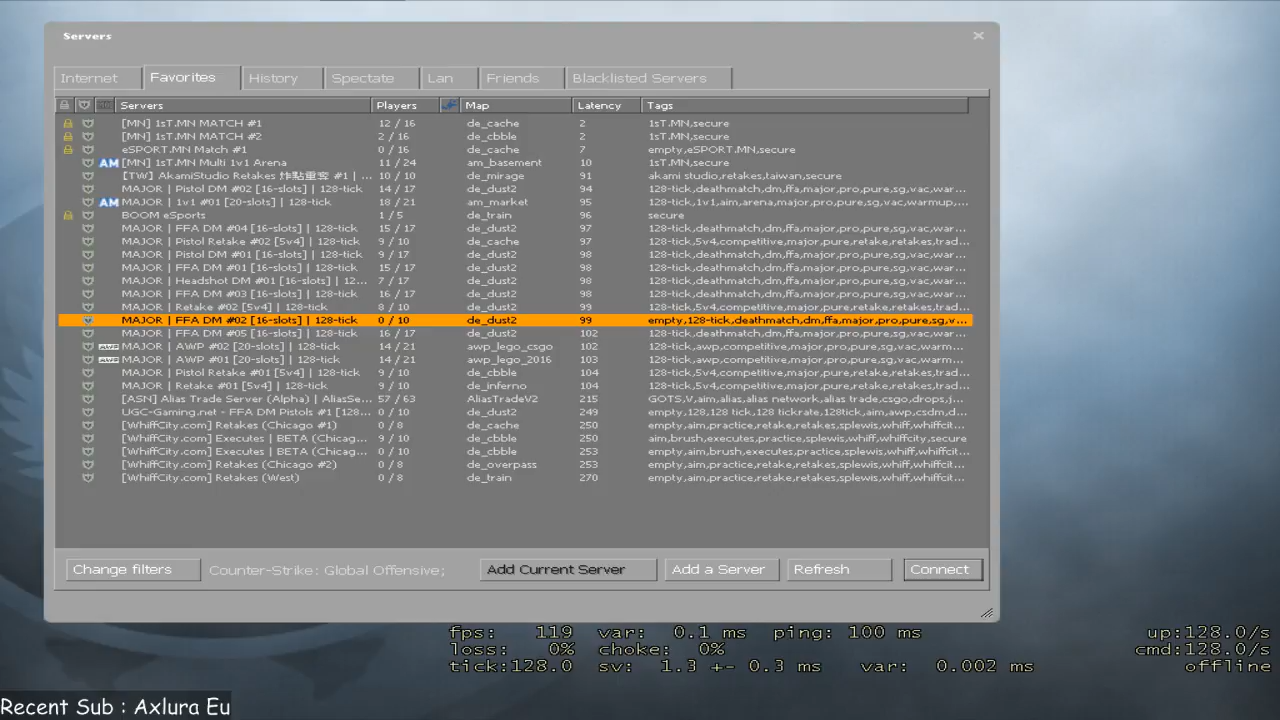 Servers
Internet Favorites History Spectate Lan Friends Blacklisted Servers
Servers Players Map Latency Tags
[MN] 1sT.MN MATCH #1 12 / 16 de_cache 2 1sT.MN,secure
[MN] 1sT.MN MATCH #2 2 / 16 de_cbble 2 1sT.MN,secure
eSPORT.MN Match #1 0 / 16 de_cache 7 empty,eSPORT.MN,secure
AM [MN] 1sT.MN Multi 1v1 Arena 11 / 24 am_basement 10 1sT.MN,secure
[TW] AkamiStudio Retakes 炸點重奪 #1 | ... 10 / 10 de_mirage 91 akami studio,retakes,taiwan,secure
MAJOR | Pistol DM #02 [16-slots] | 128-tick 14 / 17 de_dust2 94 128-tick,deathmatch,dm,ffa,major,pro,pure,sg,vac,war...
AM MAJOR | 1v1 #01 [20-slots] | 128-tick 18 / 21 am_market 95 128-tick,1v1,aim,arena,major,pro,pure,sg,vac,warmup,...
BOOM eSports 1 / 5 de_train 96 secure
MAJOR | FFA DM #04 [16-slots] | 128-tick 15 / 17 de_dust2 97 128-tick,deathmatch,dm,ffa,major,pro,pure,sg,vac,war...
MAJOR | Pistol Retake #02 [5v4] | 128-tick 9 / 10 de_cache 97 128-tick,5v4,competitive,major,pure,retake,retakes,trad...
MAJOR | Pistol DM #01 [16-slots] | 128-tick 9 / 17 de_dust2 98 128-tick,deathmatch,dm,ffa,major,pro,pure,sg,vac,war...
MAJOR | FFA DM #01 [16-slots] | 128-tick 15 / 17 de_dust2 98 128-tick,deathmatch,dm,ffa,major,pro,pure,sg,vac,war...
MAJOR | Headshot DM #01 [16-slots] | 12... 7 / 17 de_dust2 98 128-tick,deathmatch,dm,ffa,major,pro,pure,sg,vac,war...
MAJOR | FFA DM #03 [16-slots] | 128-tick 16 / 17 de_dust2 98 128-tick,deathmatch,dm,ffa,major,pro,pure,sg,vac,war...
MAJOR | Retake #02 [5v4] | 128-tick 8 / 10 de_dust2 99 128-tick,5v4,competitive,major,pure,retake,retakes,trad...
MAJOR | FFA DM #02 [16-slots] | 128-tick 0 / 10 de_dust2 99 empty,128-tick,deathmatch,dm,ffa,major,pro,pure,sg,v...
MAJOR | FFA DM #05 [16-slots] | 128-tick 16 / 17 de_dust2 102 128-tick,deathmatch,dm,ffa,major,pro,pure,sg,vac,war...
AWP MAJOR | AWP #02 [20-slots] | 128-tick 14 / 21 awp_lego_csgo 102 128-tick,awp,competitive,major,pro,pure,sg,vac,warm...
AWP MAJOR | AWP #01 [20-slots] | 128-tick 14 / 21 awp_lego_2016 103 128-tick,awp,competitive,major,pro,pure,sg,vac,warm...
MAJOR | Pistol Retake #01 [5v4] | 128-tick 9 / 10 de_cbble 104 128-tick,5v4,competitive,major,pure,retake,retakes,trad...
MAJOR | Retake #01 [5v4] | 128-tick 9 / 10 de_inferno 104 128-tick,5v4,competitive,major,pure,retake,retakes,trad...
[ASN] Alias Trade Server (Alpha) | AliasSe... 57 / 63 AliasTradeV2 215 GOTS,V,aim,alias,alias network,alias trade,csgo,drops,j...
UGC-Gaming.net - FFA DM Pistols #1 [128... 0 / 10 de_dust2 249 empty,128,128 tick,128 tickrate,128tick,aim,awp,csdm,d...
[WhiffCity.com] Retakes (Chicago #1) 0 / 8 de_cache 250 empty,aim,practice,retake,retakes,splewis,whiff,whiffcit...
[WhiffCity.com] Executes | BETA (Chicag... 9 / 10 de_cbble 250 aim,brush,executes,practice,splewis,whiff,whiffcity,secure
[WhiffCity.com] Executes | BETA (Chicag... 0 / 10 de_cbble 253 empty,aim,brush,executes,practice,splewis,whiff,whiffcit...
[WhiffCity.com] Retakes (Chicago #2) 0 / 8 de_overpass 253 empty,aim,practice,retake,retakes,splewis,whiff,whiffcit...
[WhiffCity.com] Retakes (West) 0 / 8 de_train 270 empty,aim,practice,retake,retakes,splewis,whiff,whiffcit...
Change filters Counter-Strike: Global Offensive; Add Current Server Add a Server Refresh Connect
fps: 119 var: 0.1 ms ping: 100 ms up:128.0/s
loss: 0% choke: 0% cmd:128.0/s
tick:128.0 sv: 1.3 +- 0.3 ms var: 0.002 ms offline
Recent Sub : Axlura Eu